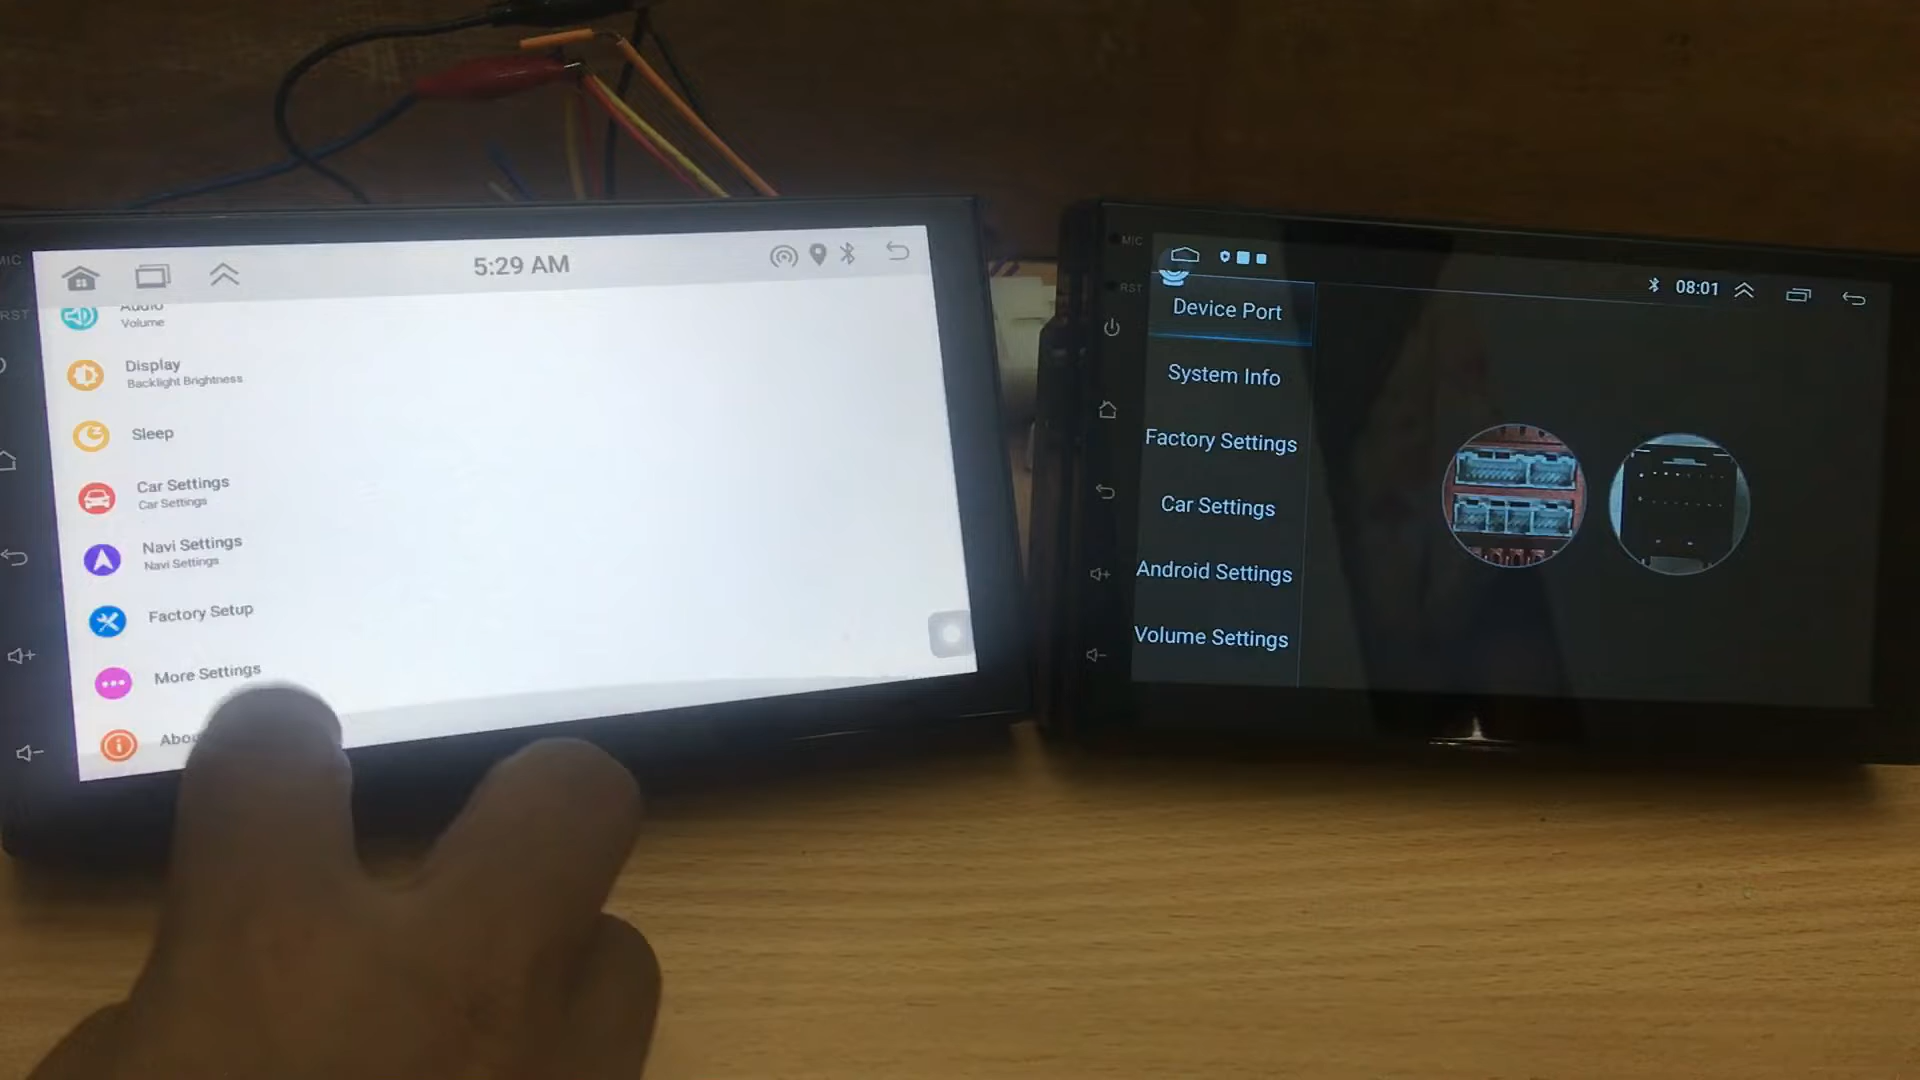 MIC
RST
5:29 AM
Audio
Volume
Display
Backlight Brightness
Sleep
Car Settings
Car Settings
Navi Settings
Navi Settings
Factory Setup
More Settings
Abou
MIC
RST
08:01
Device Port
System Info
Factory Settings
Car Settings
Android Settings
Volume Settings